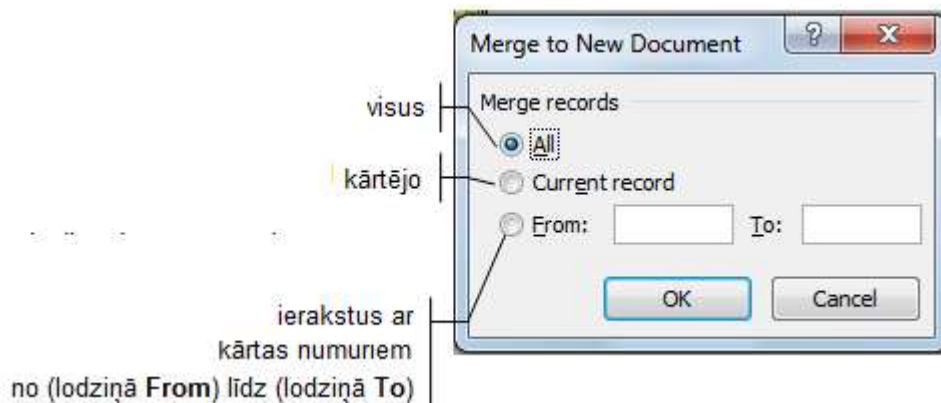 Merge to New Document
Merge records
visus
All
kārtējo
Current record
From:
To:
OK
Cancel
ierakstus ar
kārtas numuriem
no (lodziņā From) līdz (lodziņā To)